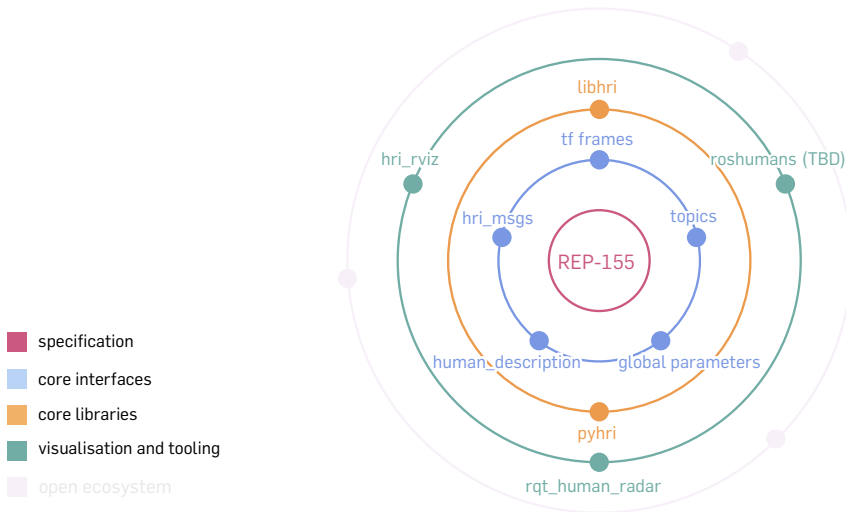 libhri
tf frames
hri_rviz
roshumans (TBD)
hri_msgs
topics
REP-155
specification
human_description
global parameters
core interfaces
core libraries
pyhri
visualisation and tooling
rqt_human_radar
open ecosystem